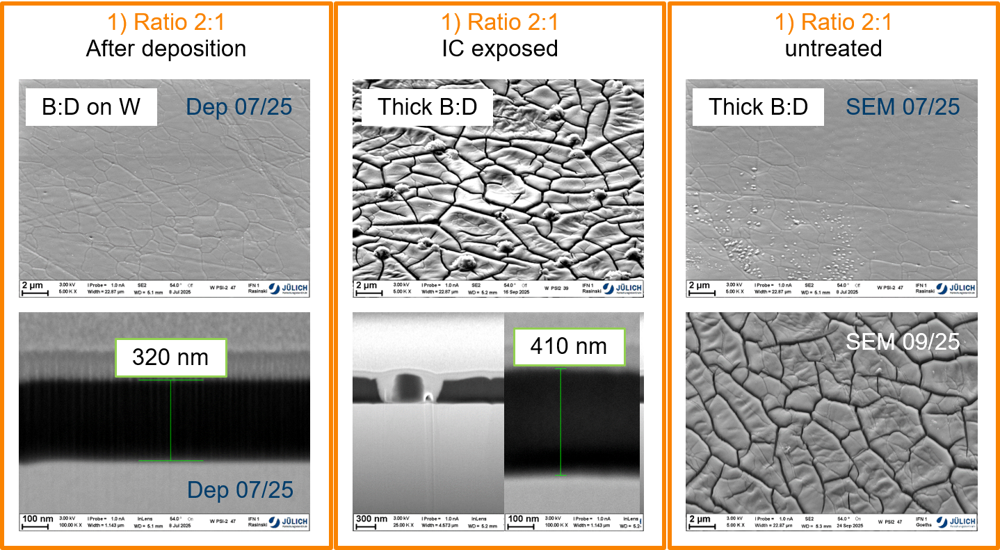 1) Ratio 2:1
After deposition
B:D on W
Dep 07/25
2 µm
3.00 kV
5.00 K X
I Probe = 1.0 nA
Width = 22.87 µm
SE2
WD = 5.1 mm
54.0 ° Off
8 Jul 2025
W PSI-2 47
IFN 1
Rasinski
JÜLICH
Forschungszentrum
320 nm
Dep 07/25
100 nm
3.00 kV
100.00 K X
I Probe = 1.0 nA
Width = 1.143 µm
InLens
WD = 5.1 mm
54.0 ° On
8 Jul 2025
W PSI-2 47
IFN 1
Rasinski
JÜLICH
Forschungszentrum
1) Ratio 2:1
IC exposed
Thick B:D
2 µm
3.00 kV
5.00 K X
I Probe = 1.0 nA
Width = 22.87 µm
SE2
WD = 5.2 mm
54.0 ° Off
16 Sep 2025
W PSI2 39
IFN 1
Rasinski
JÜLICH
Forschungszentrum
410 nm
300 nm
3.00 kV
25.00 K X
I Probe = 1.0 nA
Width = 4.573 µm
InLens
WD = 5.2 mm
100 nm
3.00 kV
100.00 K X
I Probe = 1.0 nA
Width = 1.143 µm
InLens
WD = 5.2
1) Ratio 2:1
untreated
Thick B:D
SEM 07/25
2 µm
3.00 kV
5.00 K X
I Probe = 1.0 nA
Width = 22.87 µm
SE2
WD = 5.1 mm
54.0 ° Off
8 Jul 2025
W PSI-2 47
IFN 1
Rasinski
JÜLICH
Forschungszentrum
SEM 09/25
2 µm
3.00 kV
5.00 K X
I Probe = 1.0 nA
Width = 22.87 µm
SE2
WD = 5.3 mm
54.0 ° On
24 Sep 2025
W PSI2 47
IFN 1
Goeths
JÜLICH
Forschungszentrum